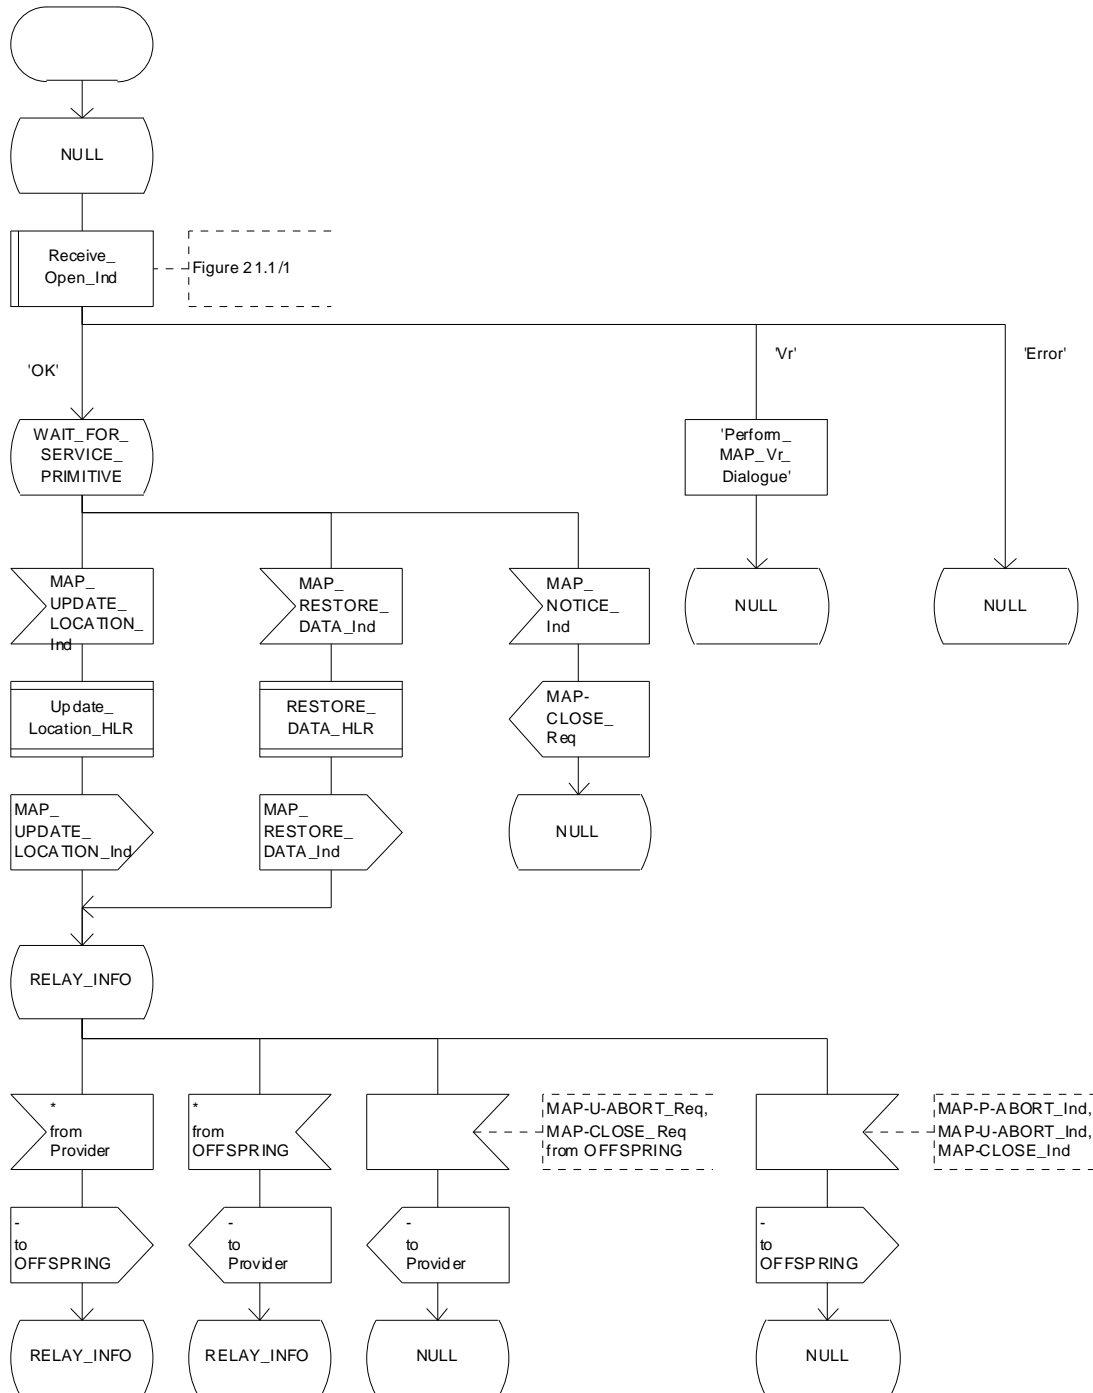 NULL
Receive_
Open_Ind
Figure 21.1/1
'OK'
'Vr'
'Error'
WAIT_FOR_
SERVICE_
PRIMITIVE
'Perform_
MAP_Vr_
Dialogue'
MAP_
UPDATE_
LOCATION_
Ind
MAP_
RESTORE_
DATA_Ind
MAP_
NOTICE_
Ind
NULL
NULL
Update_
Location_HLR
RESTORE_
DATA_HLR
MAP-
CLOSE_
Req
MAP_
UPDATE_
LOCATION_Ind
MAP_
RESTORE_
DATA_Ind
NULL
RELAY_INFO
*
from
Provider
*
from
OFFSPRING
MAP-U-ABORT_Req,
MAP-CLOSE_Req
from OFFSPRING
MAP-P-ABORT_Ind,
MAP-U-ABORT_Ind,
MAP-CLOSE_Ind
-
to
OFFSPRING
-
to
Provider
-
to
Provider
-
to
OFFSPRING
RELAY_INFO
RELAY_INFO
NULL
NULL